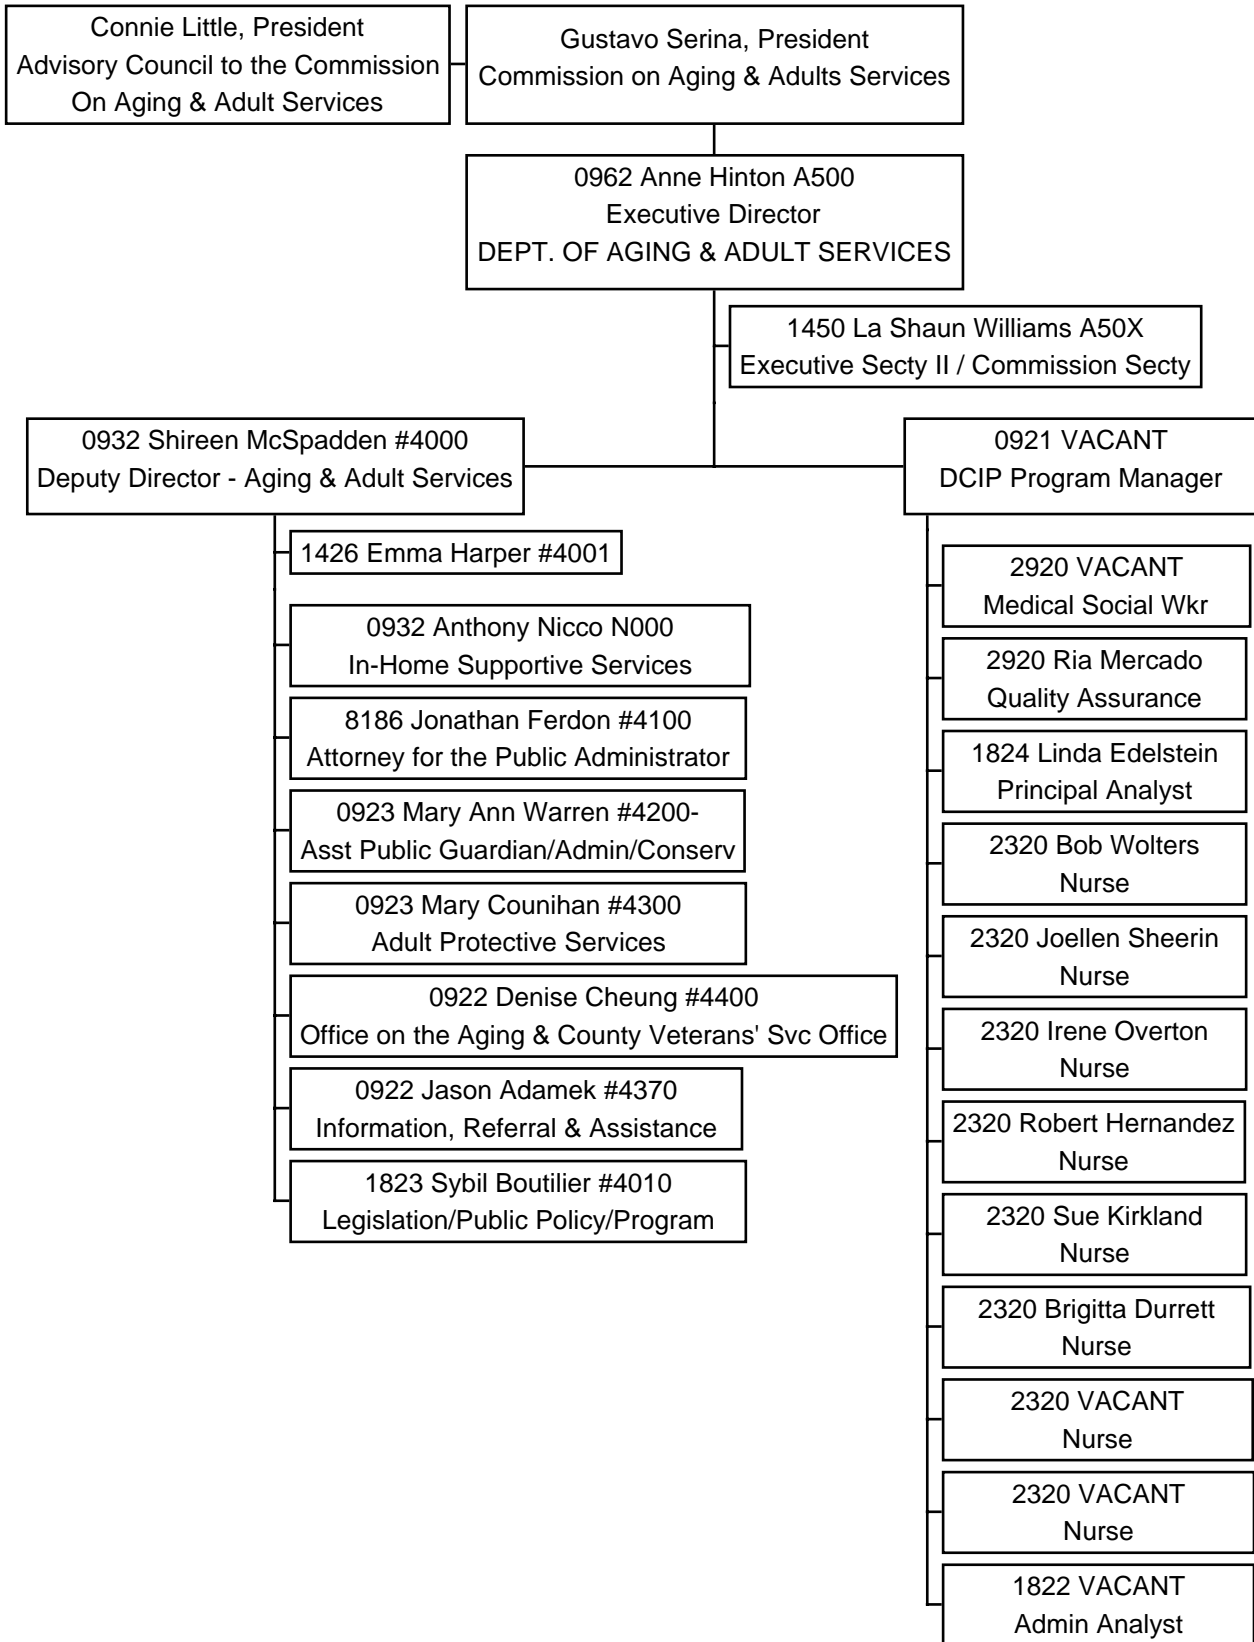 Connie Little, President
Advisory Council to the Commission
On Aging & Adult Services
Gustavo Serina, President
Commission on Aging & Adults Services
0962 Anne Hinton A500
Executive Director
DEPT. OF AGING & ADULT SERVICES
1450 La Shaun Williams A50X
Executive Secty II / Commission Secty
0932 Shireen McSpadden #4000
Deputy Director - Aging & Adult Services
1426 Emma Harper #4001
0932 Anthony Nicco N000
In-Home Supportive Services
8186 Jonathan Ferdon #4100
Attorney for the Public Administrator
0923 Mary Ann Warren #4200-
Asst Public Guardian/Admin/Conserv
0923 Mary Counihan #4300
Adult Protective Services
0922 Denise Cheung #4400
Office on the Aging & County Veterans' Svc Office
0922 Jason Adamek #4370
Information, Referral & Assistance
1823 Sybil Boutilier #4010
Legislation/Public Policy/Program
0921 VACANT
DCIP Program Manager
2920 VACANT
Medical Social Wkr
2920 Ria Mercado
Quality Assurance
1824 Linda Edelstein
Principal Analyst
2320 Bob Wolters
Nurse
2320 Joellen Sheerin
Nurse
2320 Irene Overton
Nurse
2320 Robert Hernandez
Nurse
2320 Sue Kirkland
Nurse
2320 Brigitta Durrett
Nurse
2320 VACANT
Nurse
2320 VACANT
Nurse
1822 VACANT
Admin Analyst